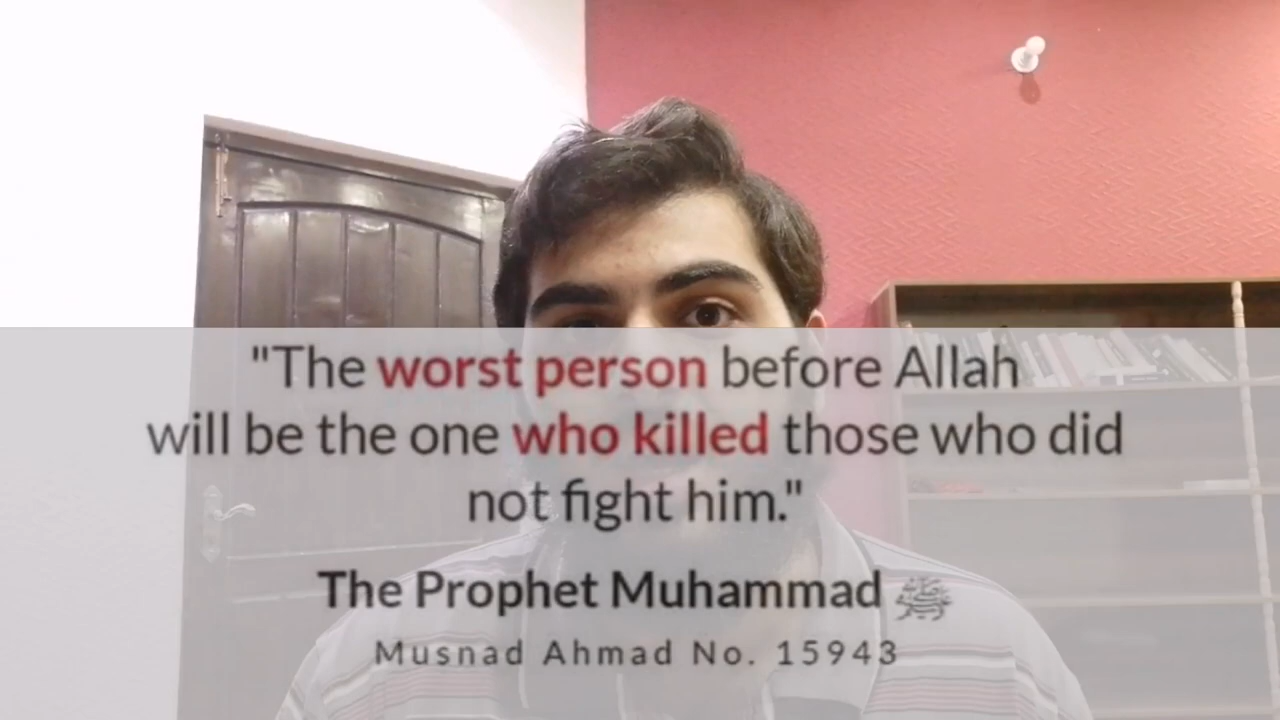 "The worst person before Allah
will be the one who killed those who did
not fight him."
The Prophet Muhammad ﷺ
Musnad Ahmad No. 15943